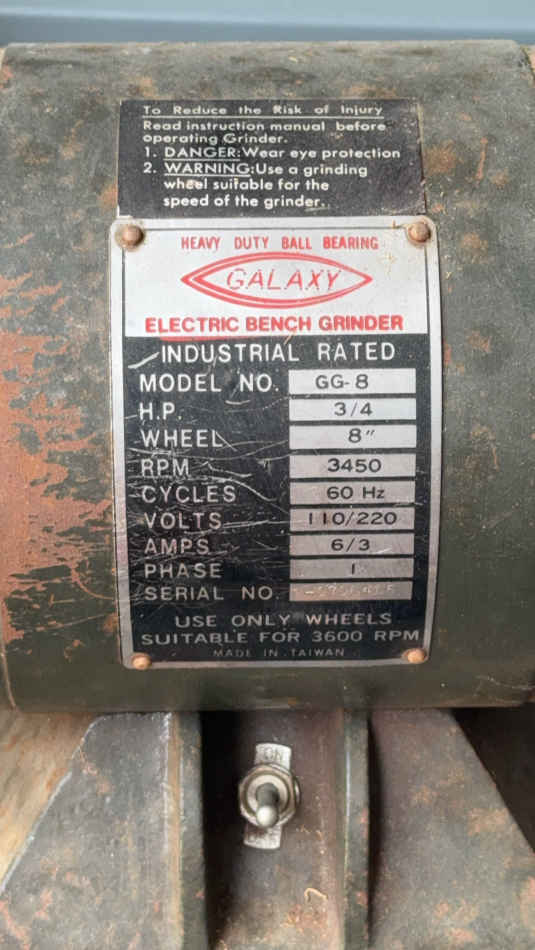 To Reduce the Risk of Injury
Read instruction manual before
operating Grinder.
1. DANGER:Wear eye protection
2. WARNING:Use a grinding
wheel suitable for the
speed of the grinder.
HEAVY DUTY BALL BEARING
GALAXY
ELECTRIC BENCH GRINDER
INDUSTRIAL RATED
MODEL NO. GG-8
H.P. 3/4
WHEEL 8"
RPM 3450
CYCLES 60 Hz
VOLTS 110/220
AMPS 6/3
PHASE 1
SERIAL NO.
USE ONLY WHEELS
SUITABLE FOR 3600 RPM
MADE IN TAIWAN
ON